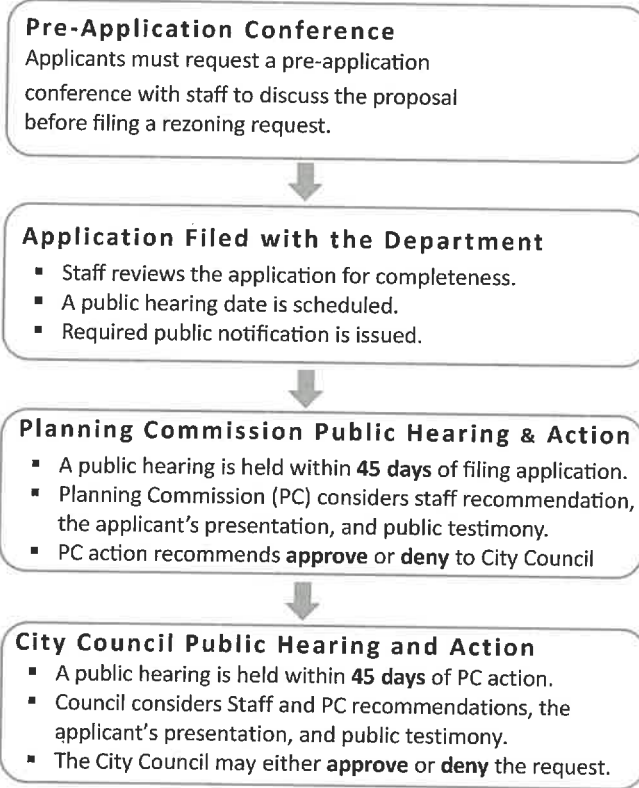 Pre-Application Conference
Applicants must request a pre-application
conference with staff to discuss the proposal
before filing a rezoning request.
Application Filed with the Department
▪ Staff reviews the application for completeness.
▪ A public hearing date is scheduled.
▪ Required public notification is issued.
Planning Commission Public Hearing & Action
▪ A public hearing is held within 45 days of filing application.
▪ Planning Commission (PC) considers staff recommendation,
the applicant's presentation, and public testimony.
▪ PC action recommends approve or deny to City Council
City Council Public Hearing and Action
▪ A public hearing is held within 45 days of PC action.
▪ Council considers Staff and PC recommendations, the
applicant's presentation, and public testimony.
▪ The City Council may either approve or deny the request.